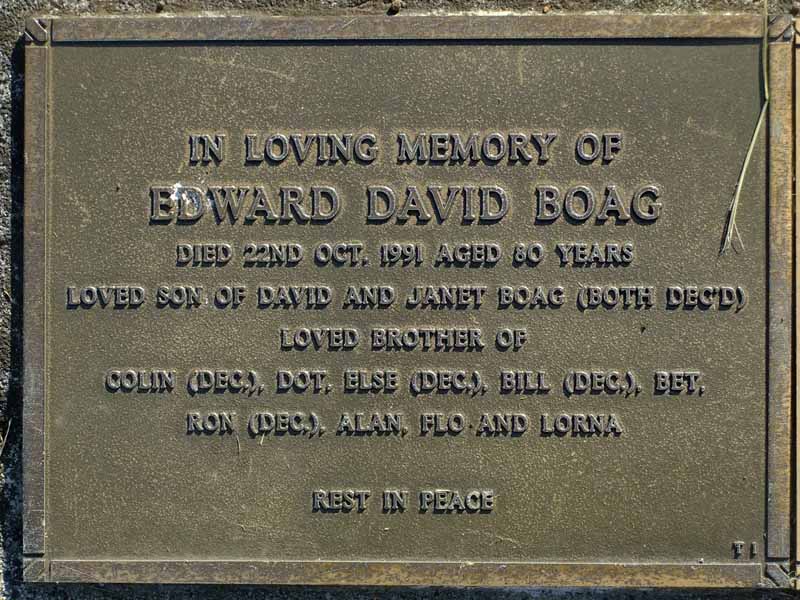 IN LOVING MEMORY OF
EDWARD DAVID BOAG
DIED 22ND OCT. 1991 AGED 80 YEARS
LOVED SON OF DAVID AND JANET BOAG (BOTH DEC'D)
LOVED BROTHER OF
COLIN (DEC.), DOT, ELSE (DEC.), BILL (DEC.), BET,
RON (DEC.), ALAN, FLO AND LORNA
REST IN PEACE
T 1